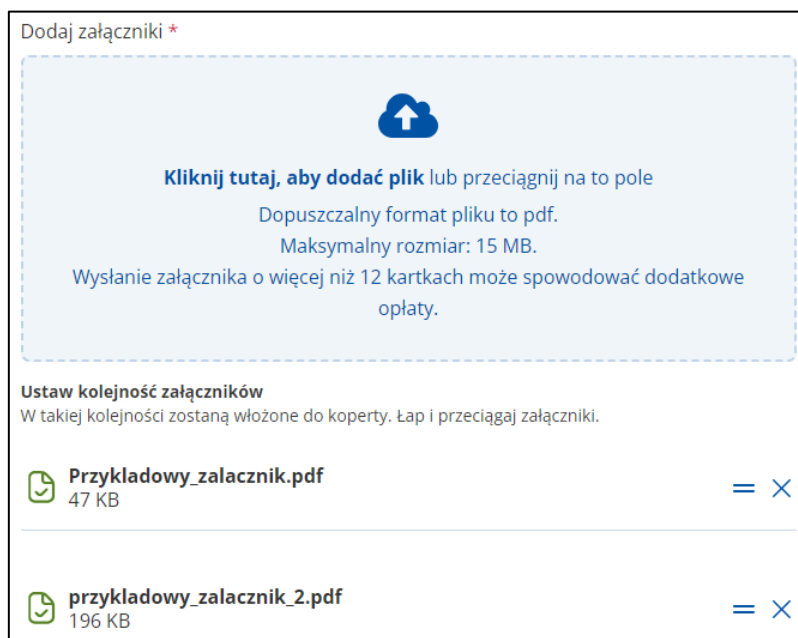 Dodaj załączniki *
Kliknij tutaj, aby dodać plik lub przeciągnij na to pole
Dopuszczalny format pliku to pdf.
Maksymalny rozmiar: 15 MB.
Wysłanie załącznika o więcej niż 12 kartkach może spowodować dodatkowe
opłaty.
Ustaw kolejność załączników
W takiej kolejności zostaną włożone do koperty. Łap i przeciągaj załączniki.
Przykladowy_zalacznik.pdf
47 KB
przykladowy_zalacznik_2.pdf
196 KB